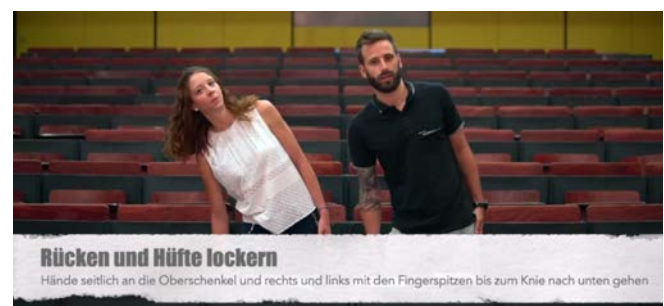 Rücken und Hüfte lockern
Hände seitlich an die Oberschenkel und rechts und links mit den Fingerspitzen bis zum Knie nach unten gehen